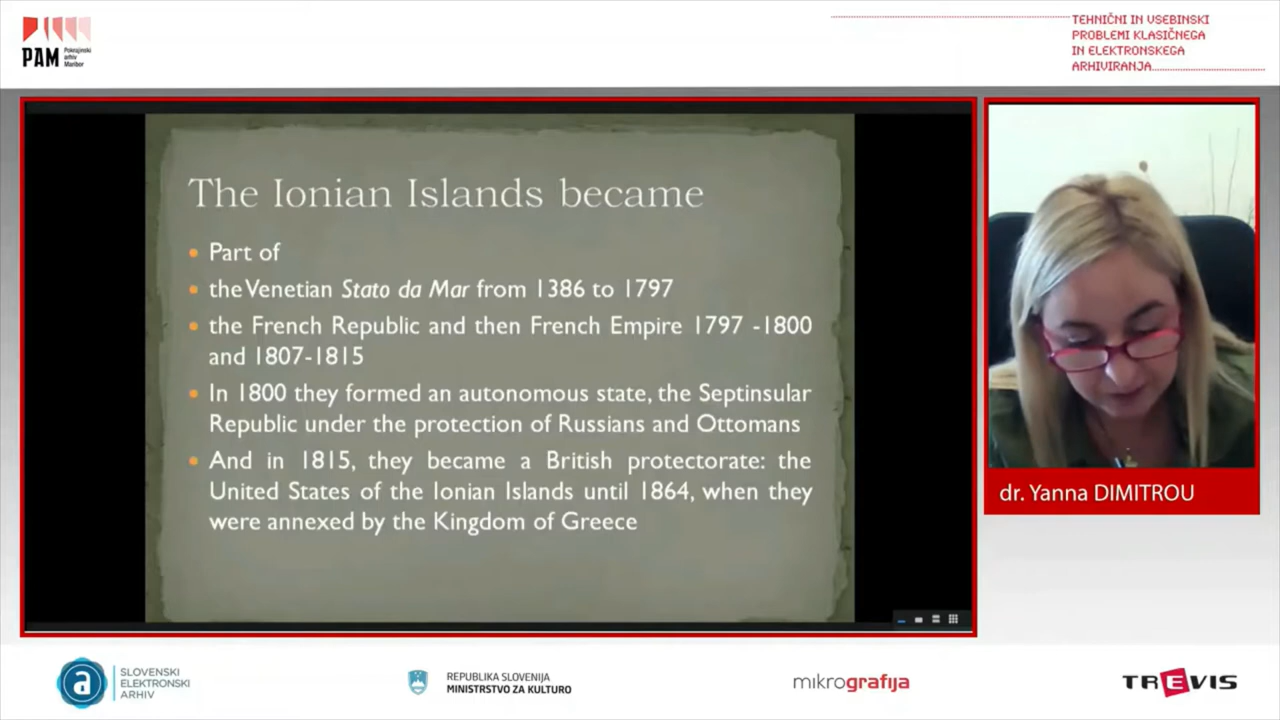 PAM
Pokrajinski
arhiv
Maribor
TEHNIČNI IN VSEBINSKI
PROBLEMI KLASIČNEGA
IN ELEKTRONSKEGA
ARHIVIRANJA
The Ionian Islands became
Part of
the Venetian Stato da Mar from 1386 to 1797
the French Republic and then French Empire 1797 -1800
and 1807-1815
In 1800 they formed an autonomous state, the Septinsular
Republic under the protection of Russians and Ottomans
And in 1815, they became a British protectorate: the
United States of the Ionian Islands until 1864, when they
were annexed by the Kingdom of Greece
dr. Yanna DIMITROU
a
SLOVENSKI
ELEKTRONSKI
ARHIV
REPUBLIKA SLOVENIJA
MINISTRSTVO ZA KULTURO
mikrografija
TREVIS